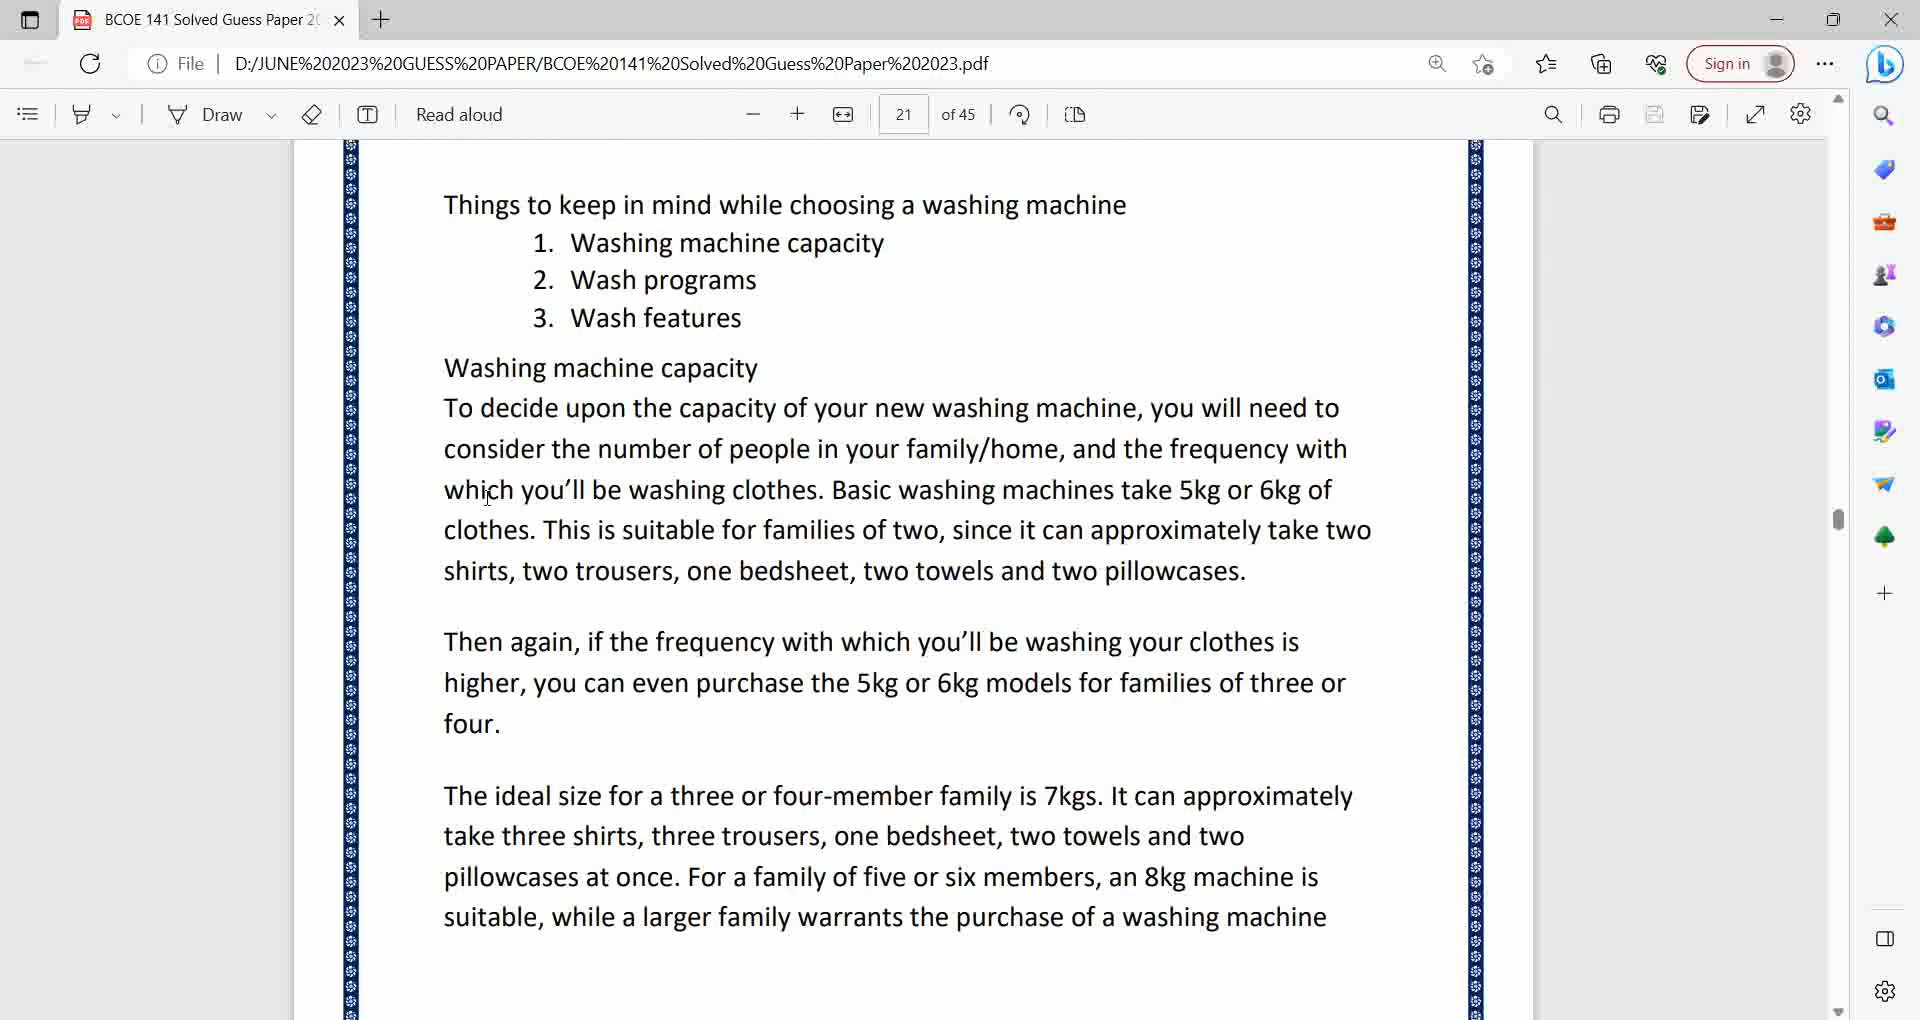 BCOE 141 Solved Guess Paper 20
File
D:/JUNE%202023%20GUESS%20PAPER/BCOE%20141%20Solved%20Guess%20Paper%202023.pdf
Sign in
Draw
Read aloud
21 of 45
Things to keep in mind while choosing a washing machine
1. Washing machine capacity
2. Wash programs
3. Wash features
Washing machine capacity
To decide upon the capacity of your new washing machine, you will need to
consider the number of people in your family/home, and the frequency with
which you’ll be washing clothes. Basic washing machines take 5kg or 6kg of
clothes. This is suitable for families of two, since it can approximately take two
shirts, two trousers, one bedsheet, two towels and two pillowcases.
Then again, if the frequency with which you’ll be washing your clothes is
higher, you can even purchase the 5kg or 6kg models for families of three or
four.
The ideal size for a three or four-member family is 7kgs. It can approximately
take three shirts, three trousers, one bedsheet, two towels and two
pillowcases at once. For a family of five or six members, an 8kg machine is
suitable, while a larger family warrants the purchase of a washing machine